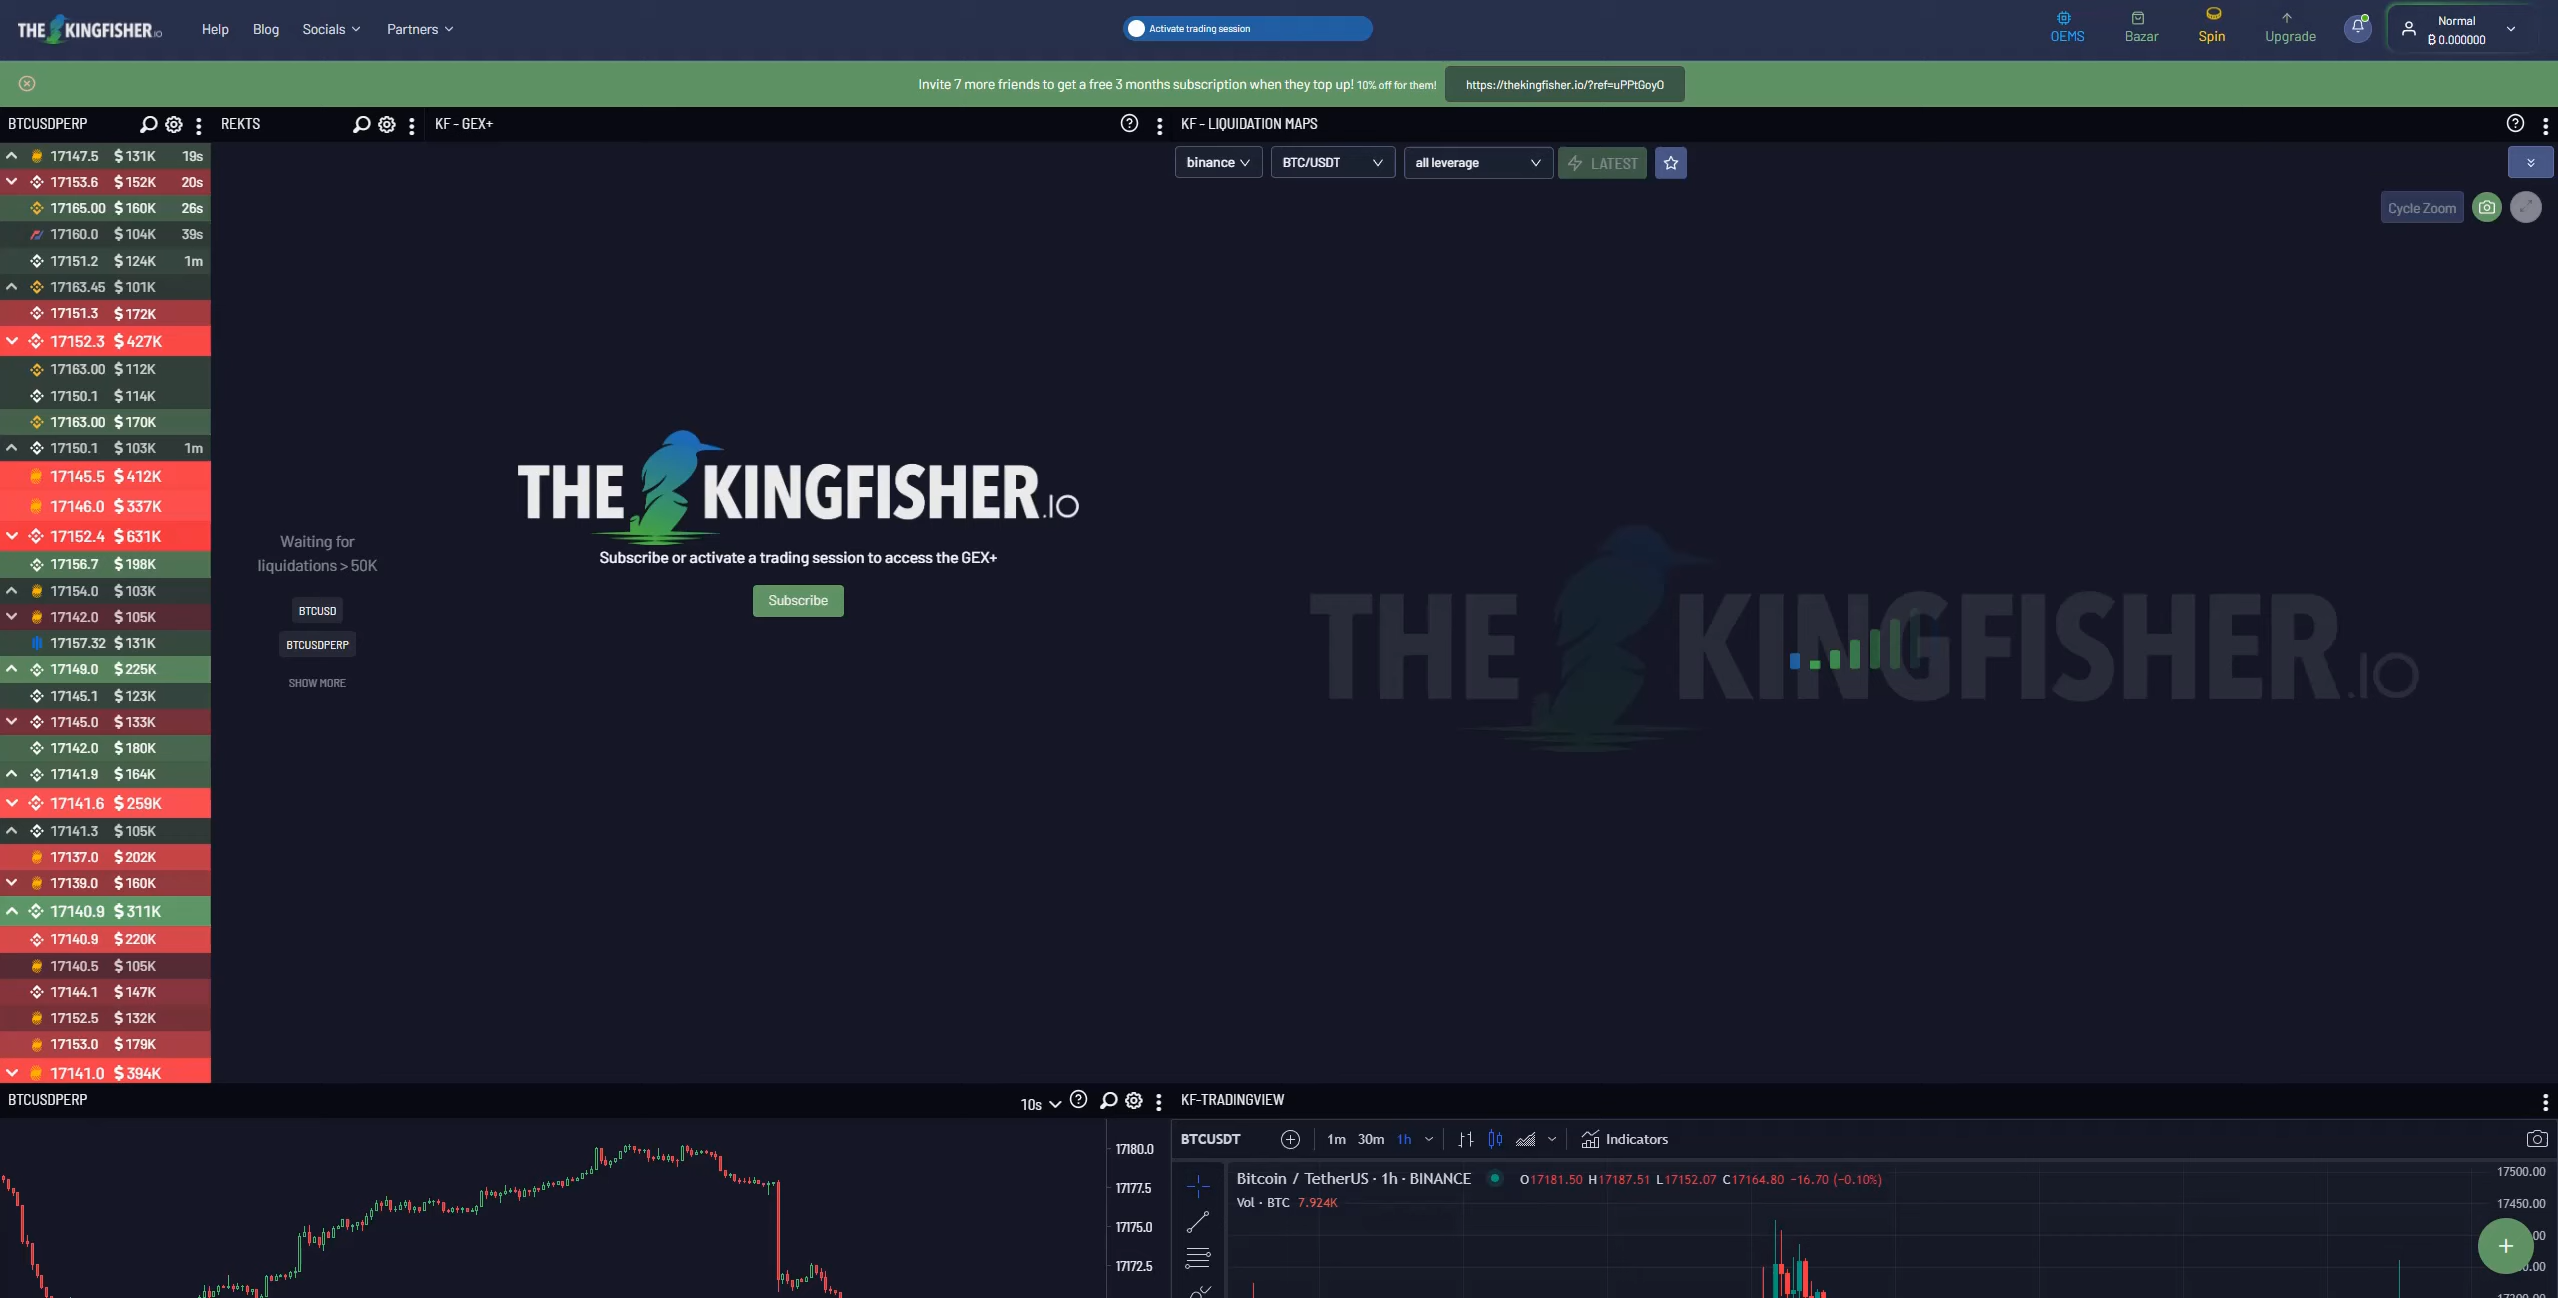 THE KINGFISHER.IO
Help
Blog
Socials
Partners
Activate trading session
OEMS
Bazar
Spin
Upgrade
Normal
₿ 0.000000
Invite 7 more friends to get a free 3 months subscription when they top up! 10% off for them!
https://thekingfisher.io/?ref=uPPtGoyO
BTCUSDPERP
REKTS
KF - GEX+
KF - LIQUIDATION MAPS
17147.5 $131K 19s
17153.6 $152K 20s
17165.00 $160K 26s
17160.0 $104K 39s
17151.2 $124K 1m
17163.45 $101K
17151.3 $172K
17152.3 $427K
17163.00 $112K
17150.1 $114K
17163.00 $170K
17150.1 $103K 1m
17145.5 $412K
17146.0 $337K
17152.4 $631K
17156.7 $198K
17154.0 $103K
17142.0 $105K
17157.32 $131K
17149.0 $225K
17145.1 $123K
17145.0 $133K
17142.0 $180K
17141.9 $164K
17141.6 $259K
17141.3 $105K
17137.0 $202K
17139.0 $160K
17140.9 $311K
17140.9 $220K
17140.5 $105K
17144.1 $147K
17152.5 $132K
17153.0 $179K
17141.0 $394K
Waiting for
liquidations > 50K
BTCUSD
BTCUSDPERP
SHOW MORE
THE KINGFISHER.IO
Subscribe or activate a trading session to access the GEX+
Subscribe
binance
BTC/USDT
all leverage
LATEST
Cycle Zoom
THE KINGFISHER.IO
BTCUSDPERP
10s
17180.0
17177.5
17175.0
17172.5
KF-TRADINGVIEW
BTCUSDT
1m 30m 1h
Indicators
Bitcoin / TetherUS · 1h · BINANCE
O17181.50 H17187.51 L17152.07 C17164.80 −16.70 (−0.10%)
Vol · BTC 7.924K
17500.00
17450.00